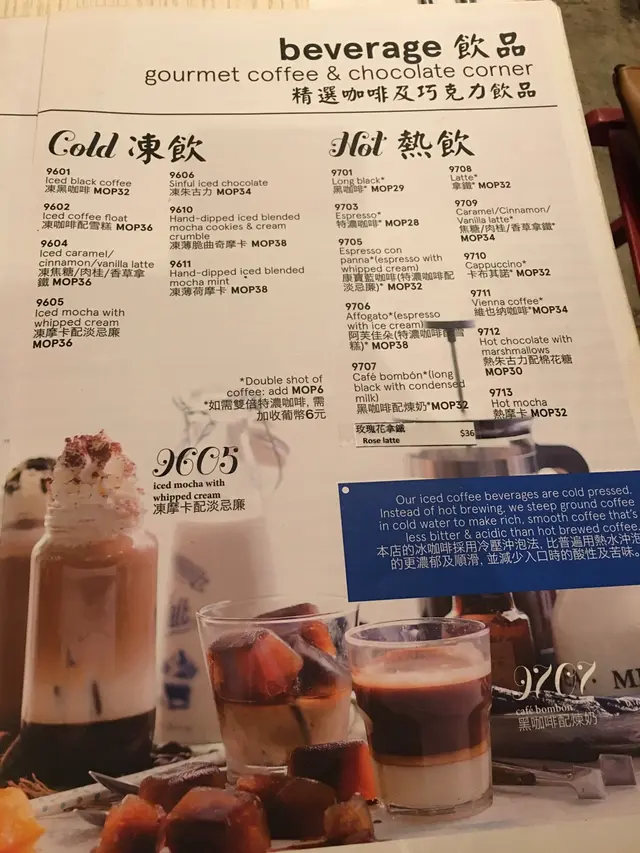 beverage 飲品
gourmet coffee & chocolate corner
精選咖啡及巧克力飲品
Cold 凍飲
9601
Iced black coffee
凍黑咖啡 MOP32
9602
Iced coffee float
凍咖啡配雪糕 MOP36
9604
Iced caramel/
cinnamon/vanilla latte
凍焦糖/肉桂/香草拿
鐵 MOP36
9605
Iced mocha with
whipped cream
凍摩卡配淡忌廉
MOP36
9606
Sinful iced chocolate
凍朱古力 MOP34
9610
Hand-dipped iced blended
mocha cookies & cream
crumble
凍薄脆曲奇摩卡 MOP38
9611
Hand-dipped iced blended
mocha mint
凍薄荷摩卡 MOP38
*Double shot of
coffee: add MOP6
*如需雙倍特濃咖啡, 需
加收葡幣6元
Hot 熱飲
9701
Long black*
黑咖啡* MOP29
9703
Espresso*
特濃咖啡* MOP28
9705
Espresso con
panna*(espresso with
whipped cream)
康寶藍咖啡(特濃咖啡配
淡忌廉)* MOP32
9706
Affogato*(espresso
with ice cream)
阿芙佳朵(特濃咖啡配雪
糕)* MOP38
9707
Café bombón*(long
black with condensed
milk)
黑咖啡配煉奶*MOP32
玫瑰花拿鐵 $36
Rose latte
9708
Latte*
拿鐵* MOP32
9709
Caramel/Cinnamon/
Vanilla latte*
焦糖/肉桂/香草拿鐵*
MOP34
9710
Cappuccino*
卡布其諾* MOP32
9711
Vienna coffee*
維也納咖啡* MOP34
9712
Hot chocolate with
marshmallows
熱朱古力配棉花糖
MOP30
9713
Hot mocha
熱摩卡 MOP32
9605
iced mocha with
whipped cream
凍摩卡配淡忌廉
Our iced coffee beverages are cold pressed.
Instead of hot brewing, we steep ground coffee
in cold water to make rich, smooth coffee that's
less bitter & acidic than hot brewed coffee.
本店的冰咖啡採用冷壓沖泡法, 比普遍用熱水沖泡
的更濃郁及順滑, 並減少入口時的酸性及苦味。
9707
café bombón
黑咖啡配煉奶